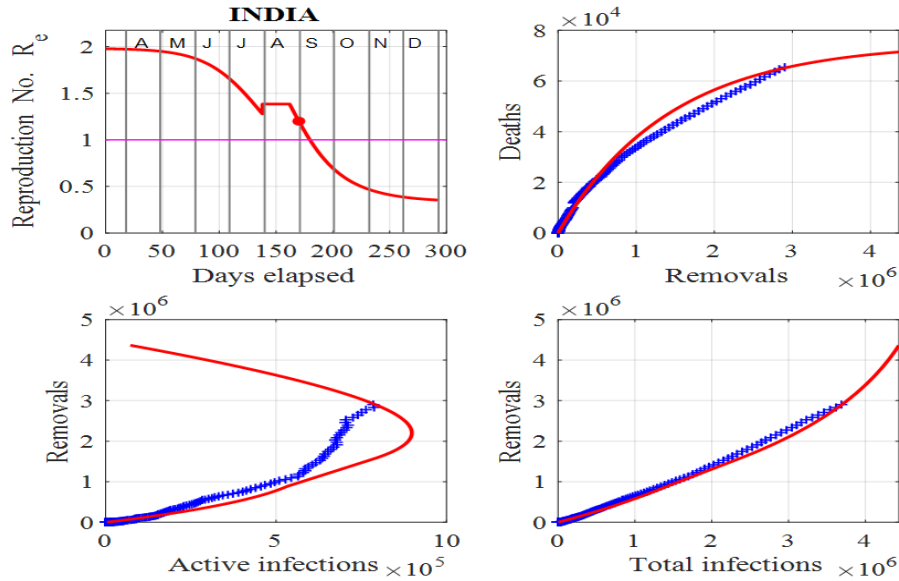 INDIA
Reproduction No. R_e
2
1.5
1
0.5
0
A M J J A S O N D
0 50 100 150 200 250 300
Days elapsed
×10^4
Deaths
8
6
4
2
0
0 1 2 3 4
Removals ×10^6
×10^6
Removals
5
4
3
2
1
0
0 5 10
Active infections ×10^5
×10^6
Removals
5
4
3
2
1
0
0 1 2 3 4
Total infections ×10^6